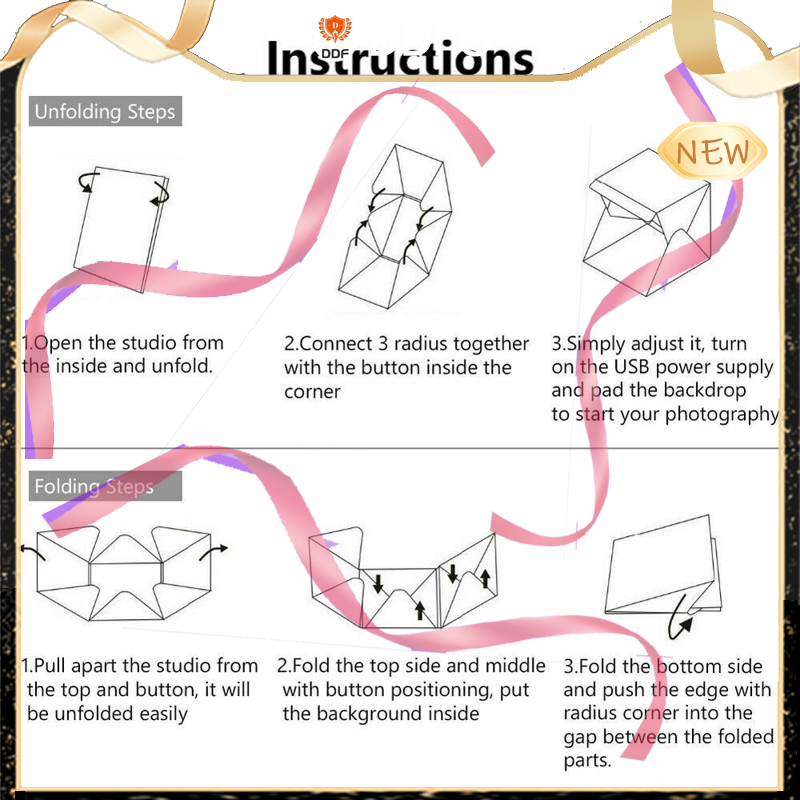 DDF
Instructions
Unfolding Steps
NEW
1.Open the studio from
the inside and unfold.
2.Connect 3 radius together
with the button inside the
corner
3.Simply adjust it, turn
on the USB power supply
and pad the backdrop
to start your photography
Folding Steps
1.Pull apart the studio from
the top and button, it will
be unfolded easily
2.Fold the top side and middle
with button positioning, put
the background inside
3.Fold the bottom side
and push the edge with
radius corner into the
gap between the folded
parts.